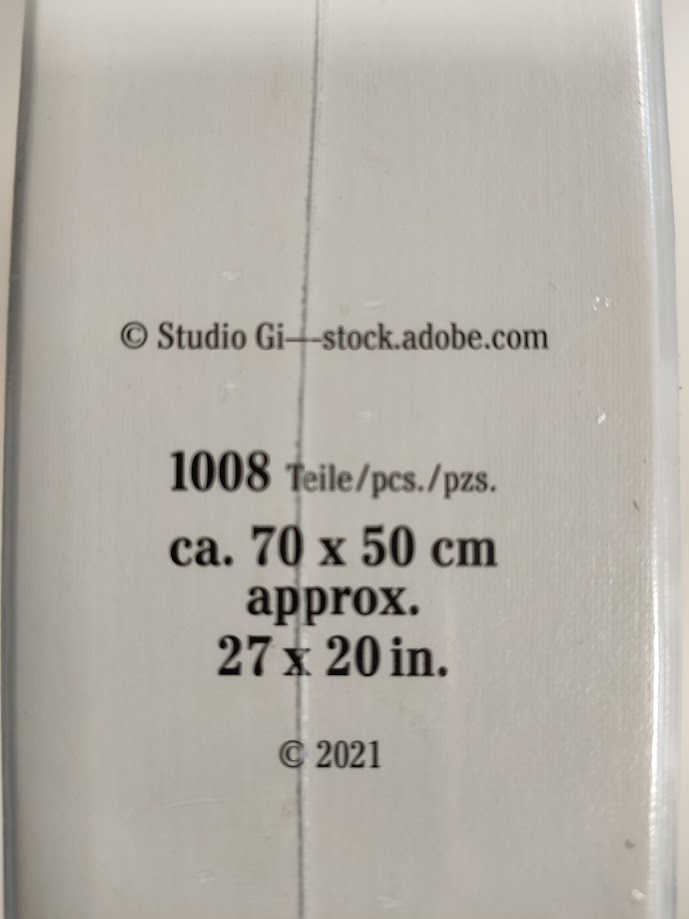 © Studio Gi—stock.adobe.com
1008 Teile/pcs./pzs.
ca. 70 x 50 cm
approx.
27 x 20 in.
© 2021